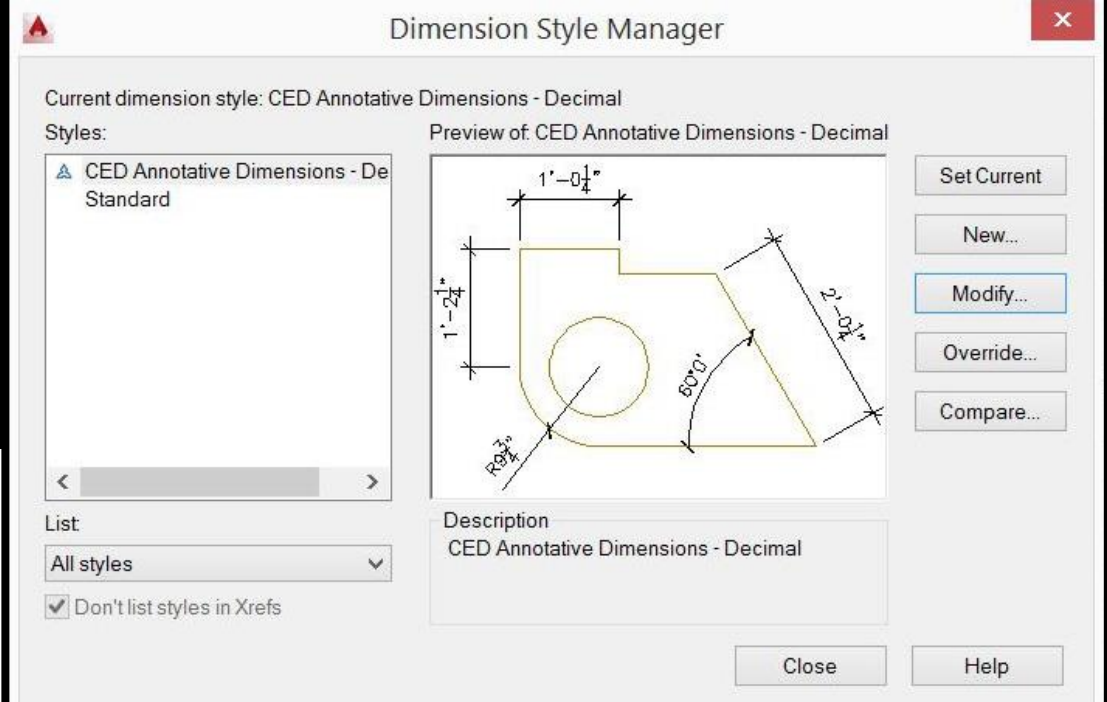 Dimension Style Manager
Current dimension style: CED Annotative Dimensions - Decimal
Styles:
CED Annotative Dimensions - De
Standard
List:
All styles
Don't list styles in Xrefs
Preview of: CED Annotative Dimensions - Decimal
1'-0¼"
1'-2¼"
2'-0¼"
60°0'
R9¾"
Description
CED Annotative Dimensions - Decimal
Set Current
New...
Modify...
Override...
Compare...
Close
Help